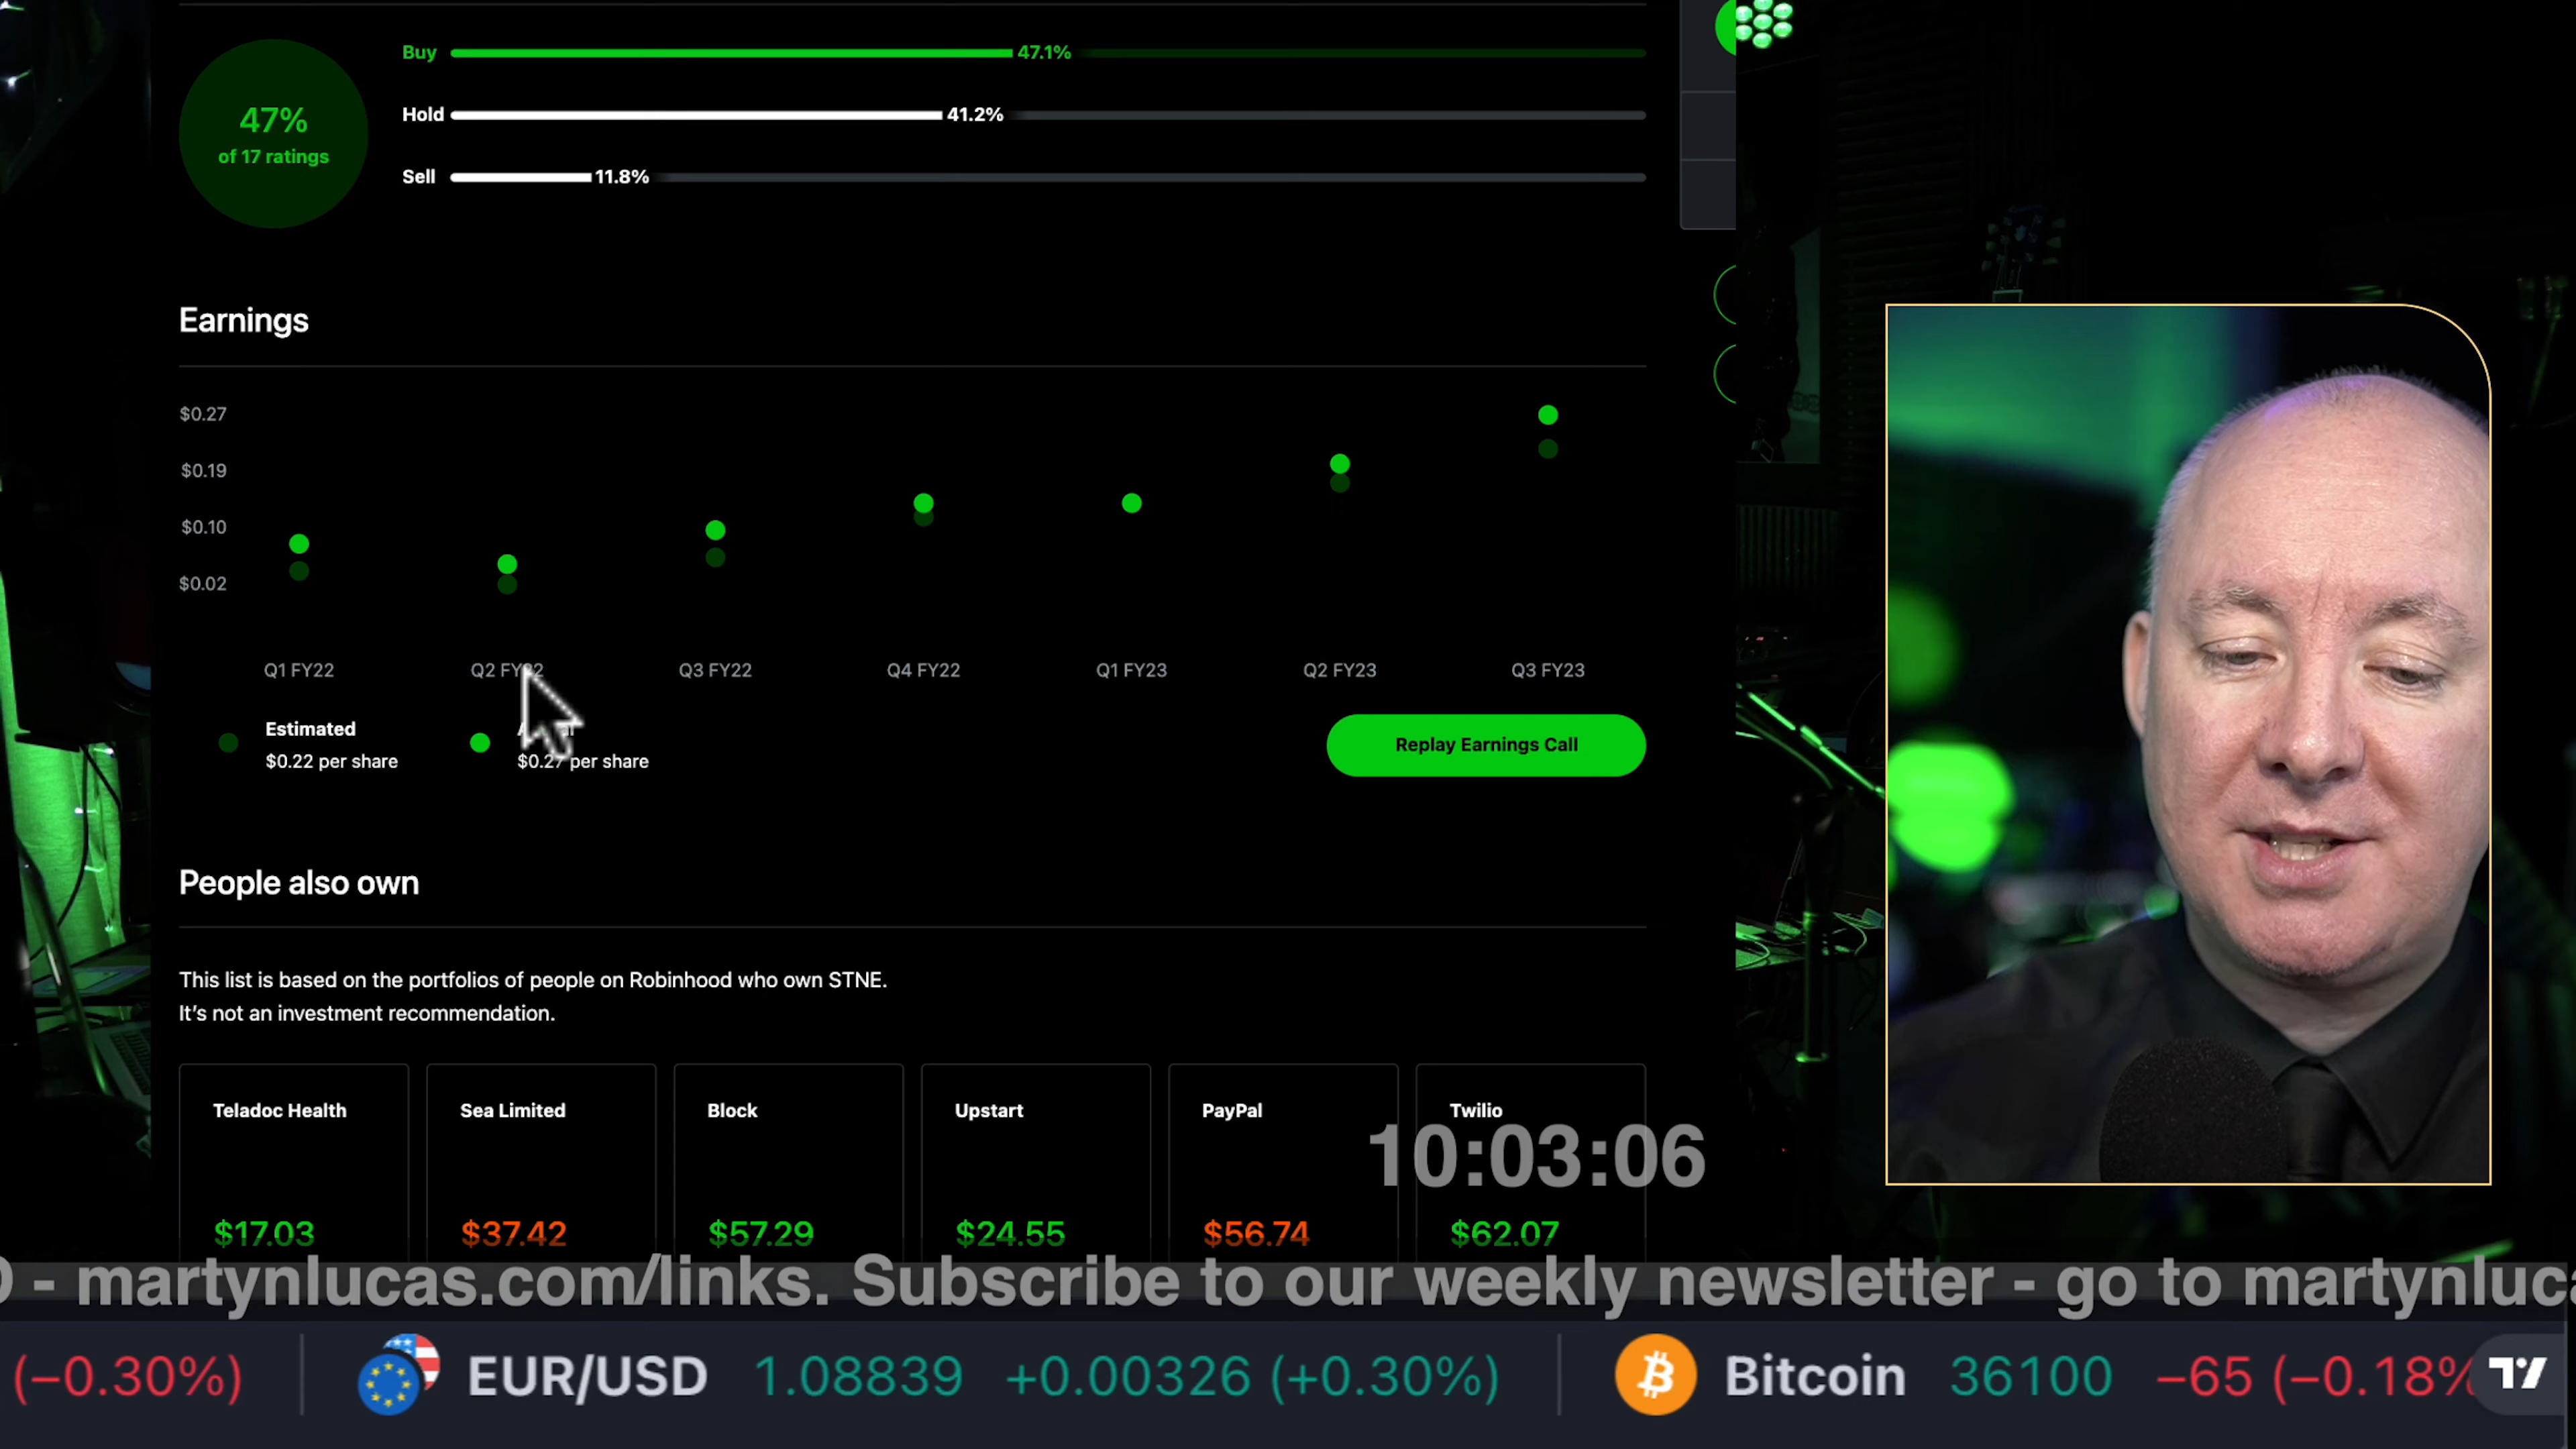 Buy 47.1%
47%
of 17 ratings
Hold 41.2%
Sell 11.8%
Earnings
$0.27
$0.19
$0.10
$0.02
Q1 FY22 Q2 FY22 Q3 FY22 Q4 FY22 Q1 FY23 Q2 FY23 Q3 FY23
Estimated
$0.22 per share
$0.27 per share
Replay Earnings Call
People also own
This list is based on the portfolios of people on Robinhood who own STNE.
It's not an investment recommendation.
Teladoc Health Sea Limited Block Upstart PayPal Twilio
10:03:06
$17.03 $37.42 $57.29 $24.55 $56.74 $62.07
- martynlucas.com/links. Subscribe to our weekly newsletter - go to
(−0.30%) EUR/USD 1.08839 +0.00326 (+0.30%) Bitcoin 36100 −65 (−0.18%